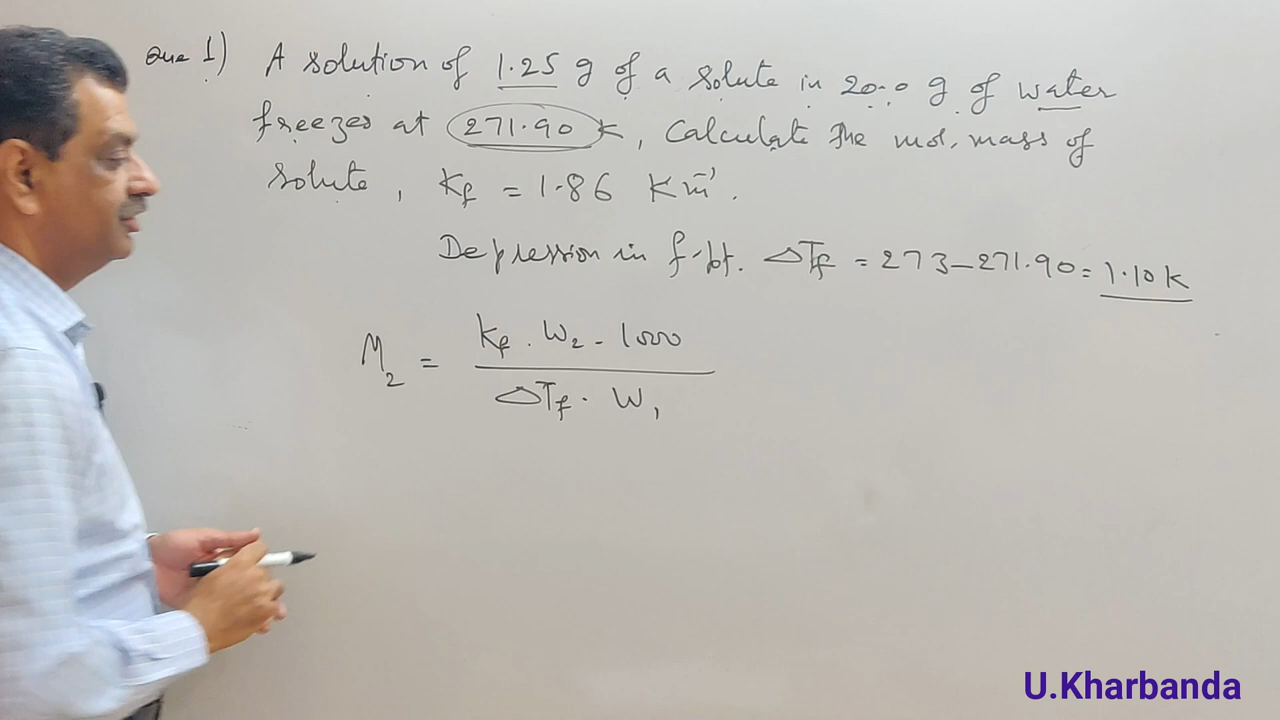 Que 1) A solution of 1.25 g of a solute in 20.0 g of water
freezes at 271.90 K, Calculate the mol. mass of
solute, Kf = 1.86 K m⁻¹.
Depression in f.pt. ΔTf = 273 - 271.90 = 1.10 K
M₂ = Kf . W₂ . 1000
ΔTf . W₁
U.Kharbanda